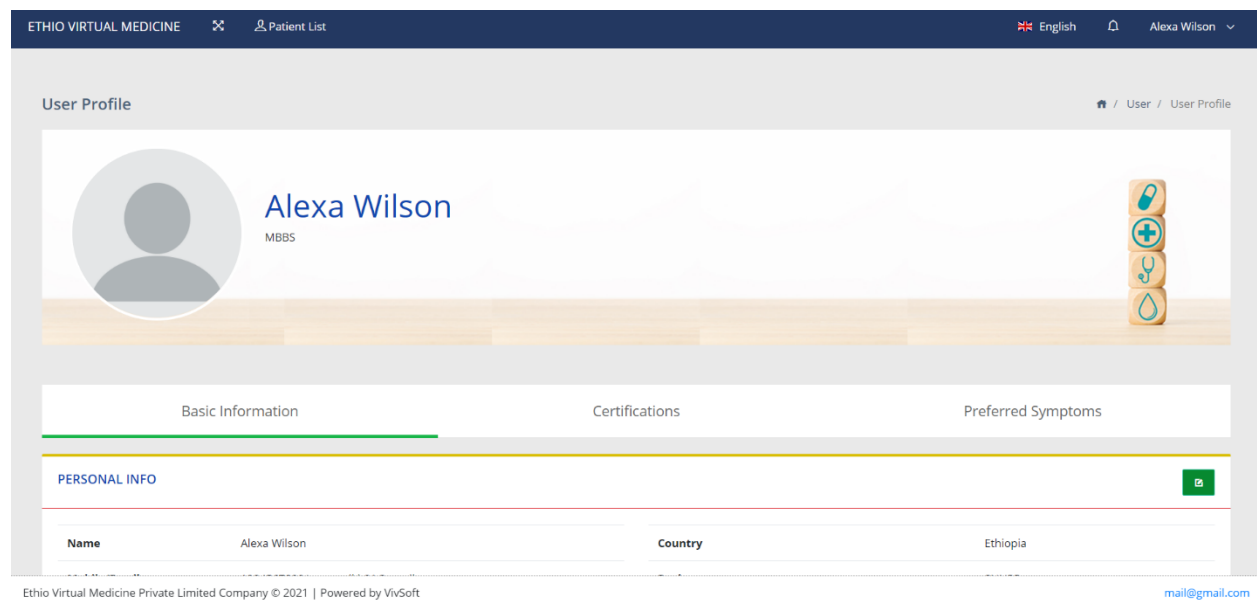 ETHIO VIRTUAL MEDICINE Patient List English Alexa Wilson
User Profile / User / User Profile
Alexa Wilson
MBBS
Basic Information Certifications Preferred Symptoms
PERSONAL INFO
Name Alexa Wilson Country Ethiopia
Ethio Virtual Medicine Private Limited Company © 2021 | Powered by VivSoft mail@gmail.com